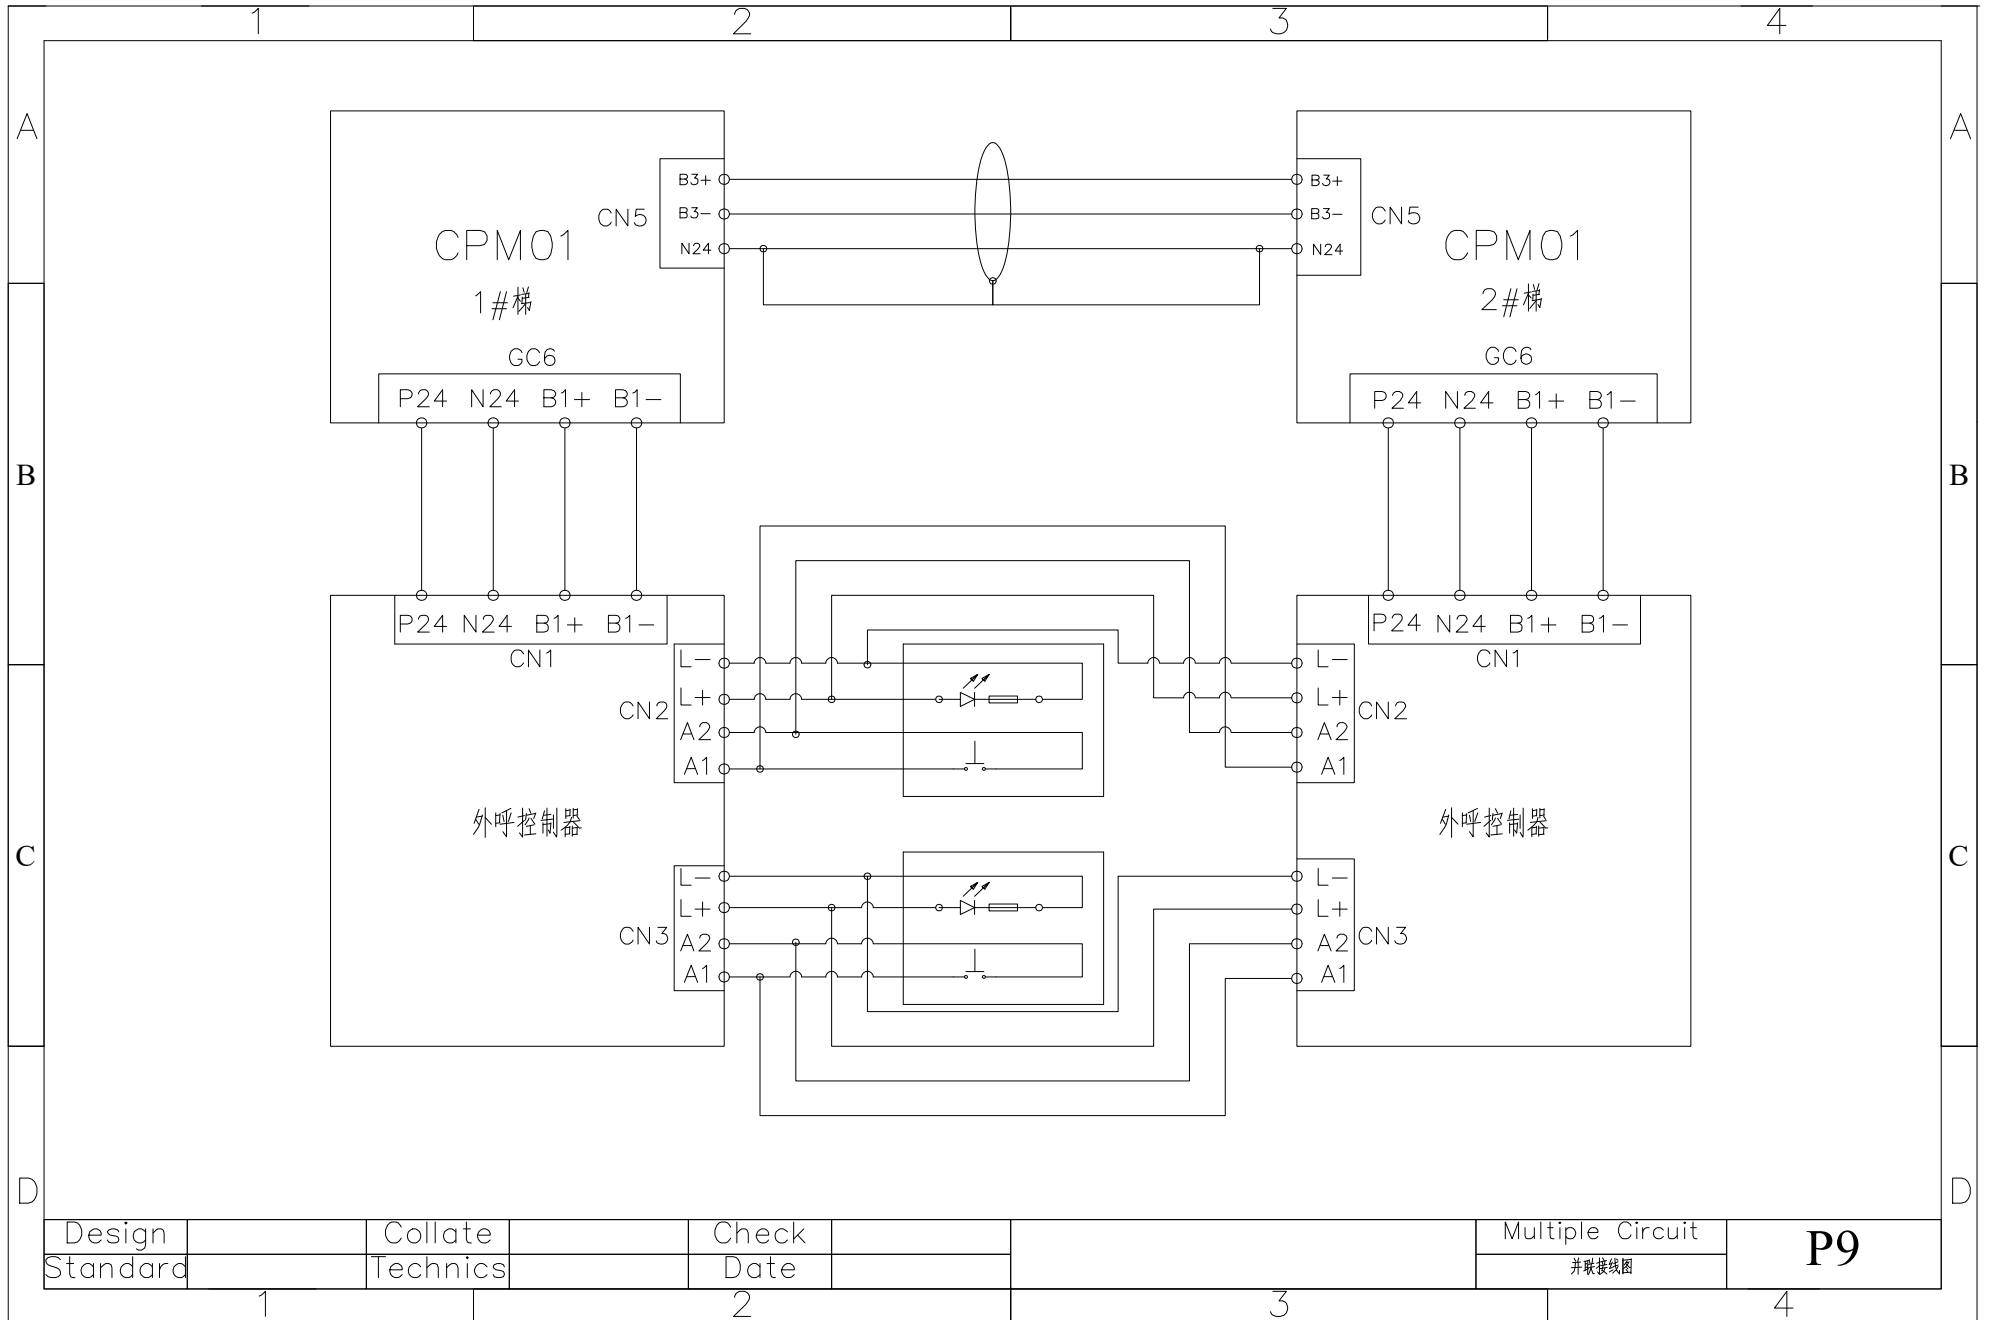 1 2 3 4
A A
B3+ B3+
CN5 B3- B3- CN5
CPM01 N24 N24 CPM01
1#梯 2#梯
GC6 GC6
P24 N24 B1+ B1- P24 N24 B1+ B1-
B B
P24 N24 B1+ B1- P24 N24 B1+ B1-
CN1 CN1
L- L-
L+ L+
CN2 CN2
A2 A2
A1 A1
外呼控制器 外呼控制器
C C
L- L-
L+ L+
CN3 CN3
A2 A2
A1 A1
D D
Design Collate Check Multiple Circuit P9
Standard Technics Date 并联接线图
1 2 3 4